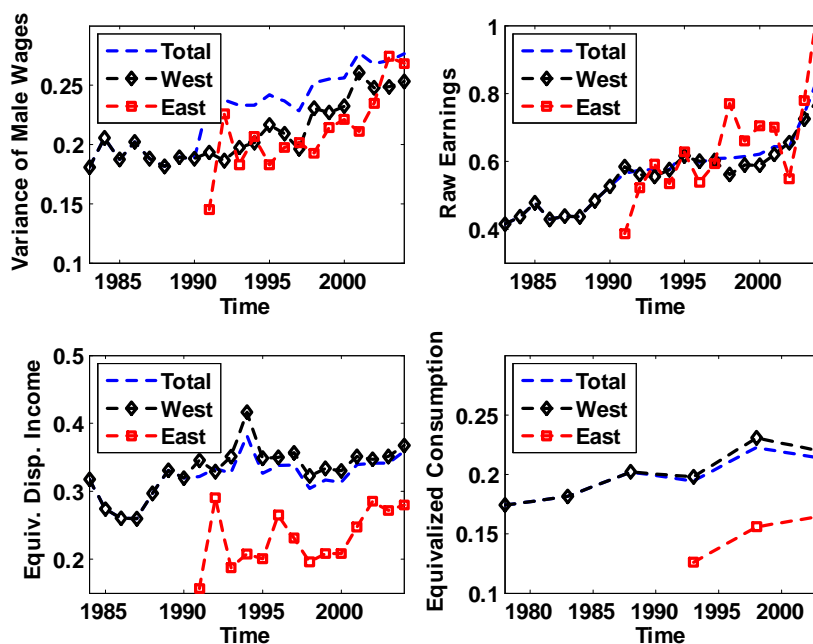 Variance of Male Wages
0.25
0.2
0.15
0.1
Total
West
East
1985 1990 1995 2000
Time
Raw Earnings
1
0.8
0.6
0.4
Total
West
East
1985 1990 1995 2000
Time
Equiv. Disp. Income
0.5
0.4
0.3
0.2
Total
West
East
1985 1990 1995 2000
Time
Equivalized Consumption
0.25
0.2
0.15
0.1
Total
West
East
1980 1985 1990 1995 2000
Time